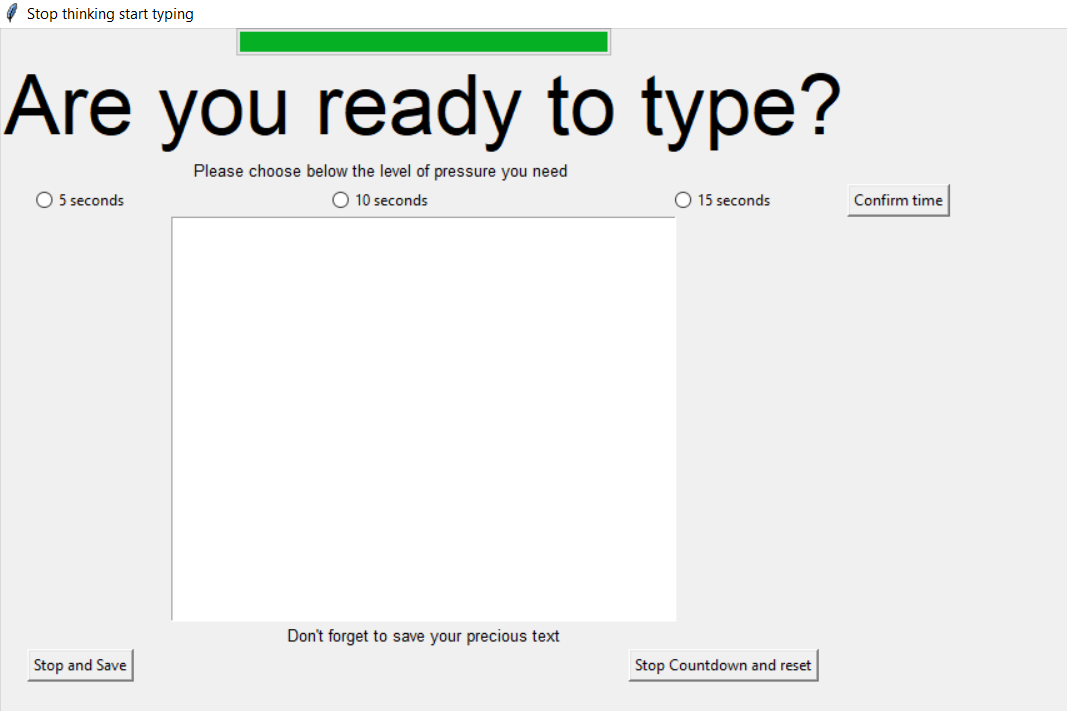 Stop thinking start typing
Are you ready to type?
Please choose below the level of pressure you need
5 seconds 10 seconds 15 seconds Confirm time
Don't forget to save your precious text
Stop and Save Stop Countdown and reset